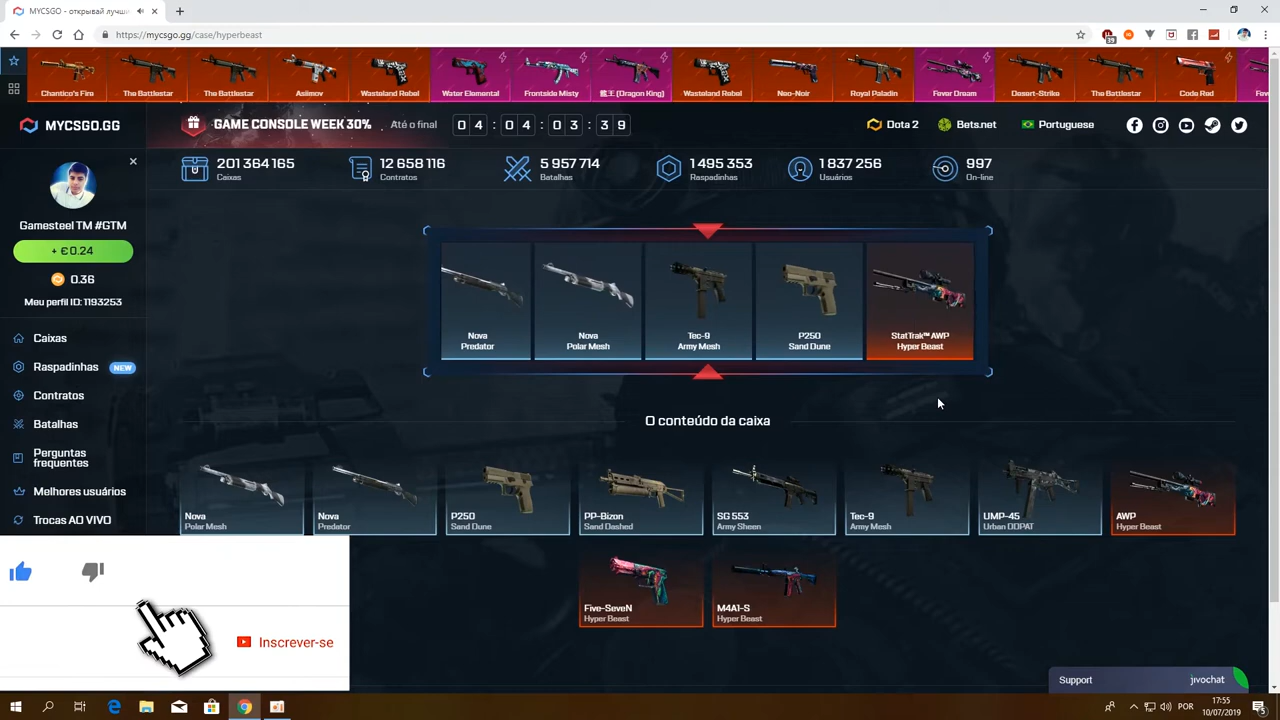 MYCSGO - открывай лучши
https://mycsgo.gg/case/hyperbeast
39
Chantico's Fire
The Battlestar
The Battlestar
Asiimov
Wasteland Rebel
Water Elemental
Frontside Misty
龍王 (Dragon King)
Wasteland Rebel
Neo-Noir
Royal Paladin
Fever Dream
Desert-Strike
The Battlestar
Code Red
MYCSGO.GG
GAME CONSOLE WEEK 30%
Até o final
0 4 : 0 4 : 0 3 : 3 9
Dota 2
Bets.net
Portuguese
201 364 165
Caixas
12 658 116
Contratos
5 957 714
Batalhas
1 495 353
Raspadinhas
1 837 256
Usuários
997
On-line
Gamesteel TM #GTM
+ €0.24
0.36
Meu perfil ID: 1193253
Caixas
Raspadinhas NEW
Contratos
Batalhas
Perguntas
frequentes
Melhores usuários
Trocas AO VIVO
Nova
Predator
Nova
Polar Mesh
Tec-9
Army Mesh
P250
Sand Dune
StatTrak™ AWP
Hyper Beast
O conteúdo da caixa
Nova
Polar Mesh
Nova
Predator
P250
Sand Dune
PP-Bizon
Sand Dashed
SG 553
Army Sheen
Tec-9
Army Mesh
UMP-45
Urban DDPAT
AWP
Hyper Beast
Five-SeveN
Hyper Beast
M4A1-S
Hyper Beast
Inscrever-se
Support
jivochat
POR
17:55
10/07/2019
5